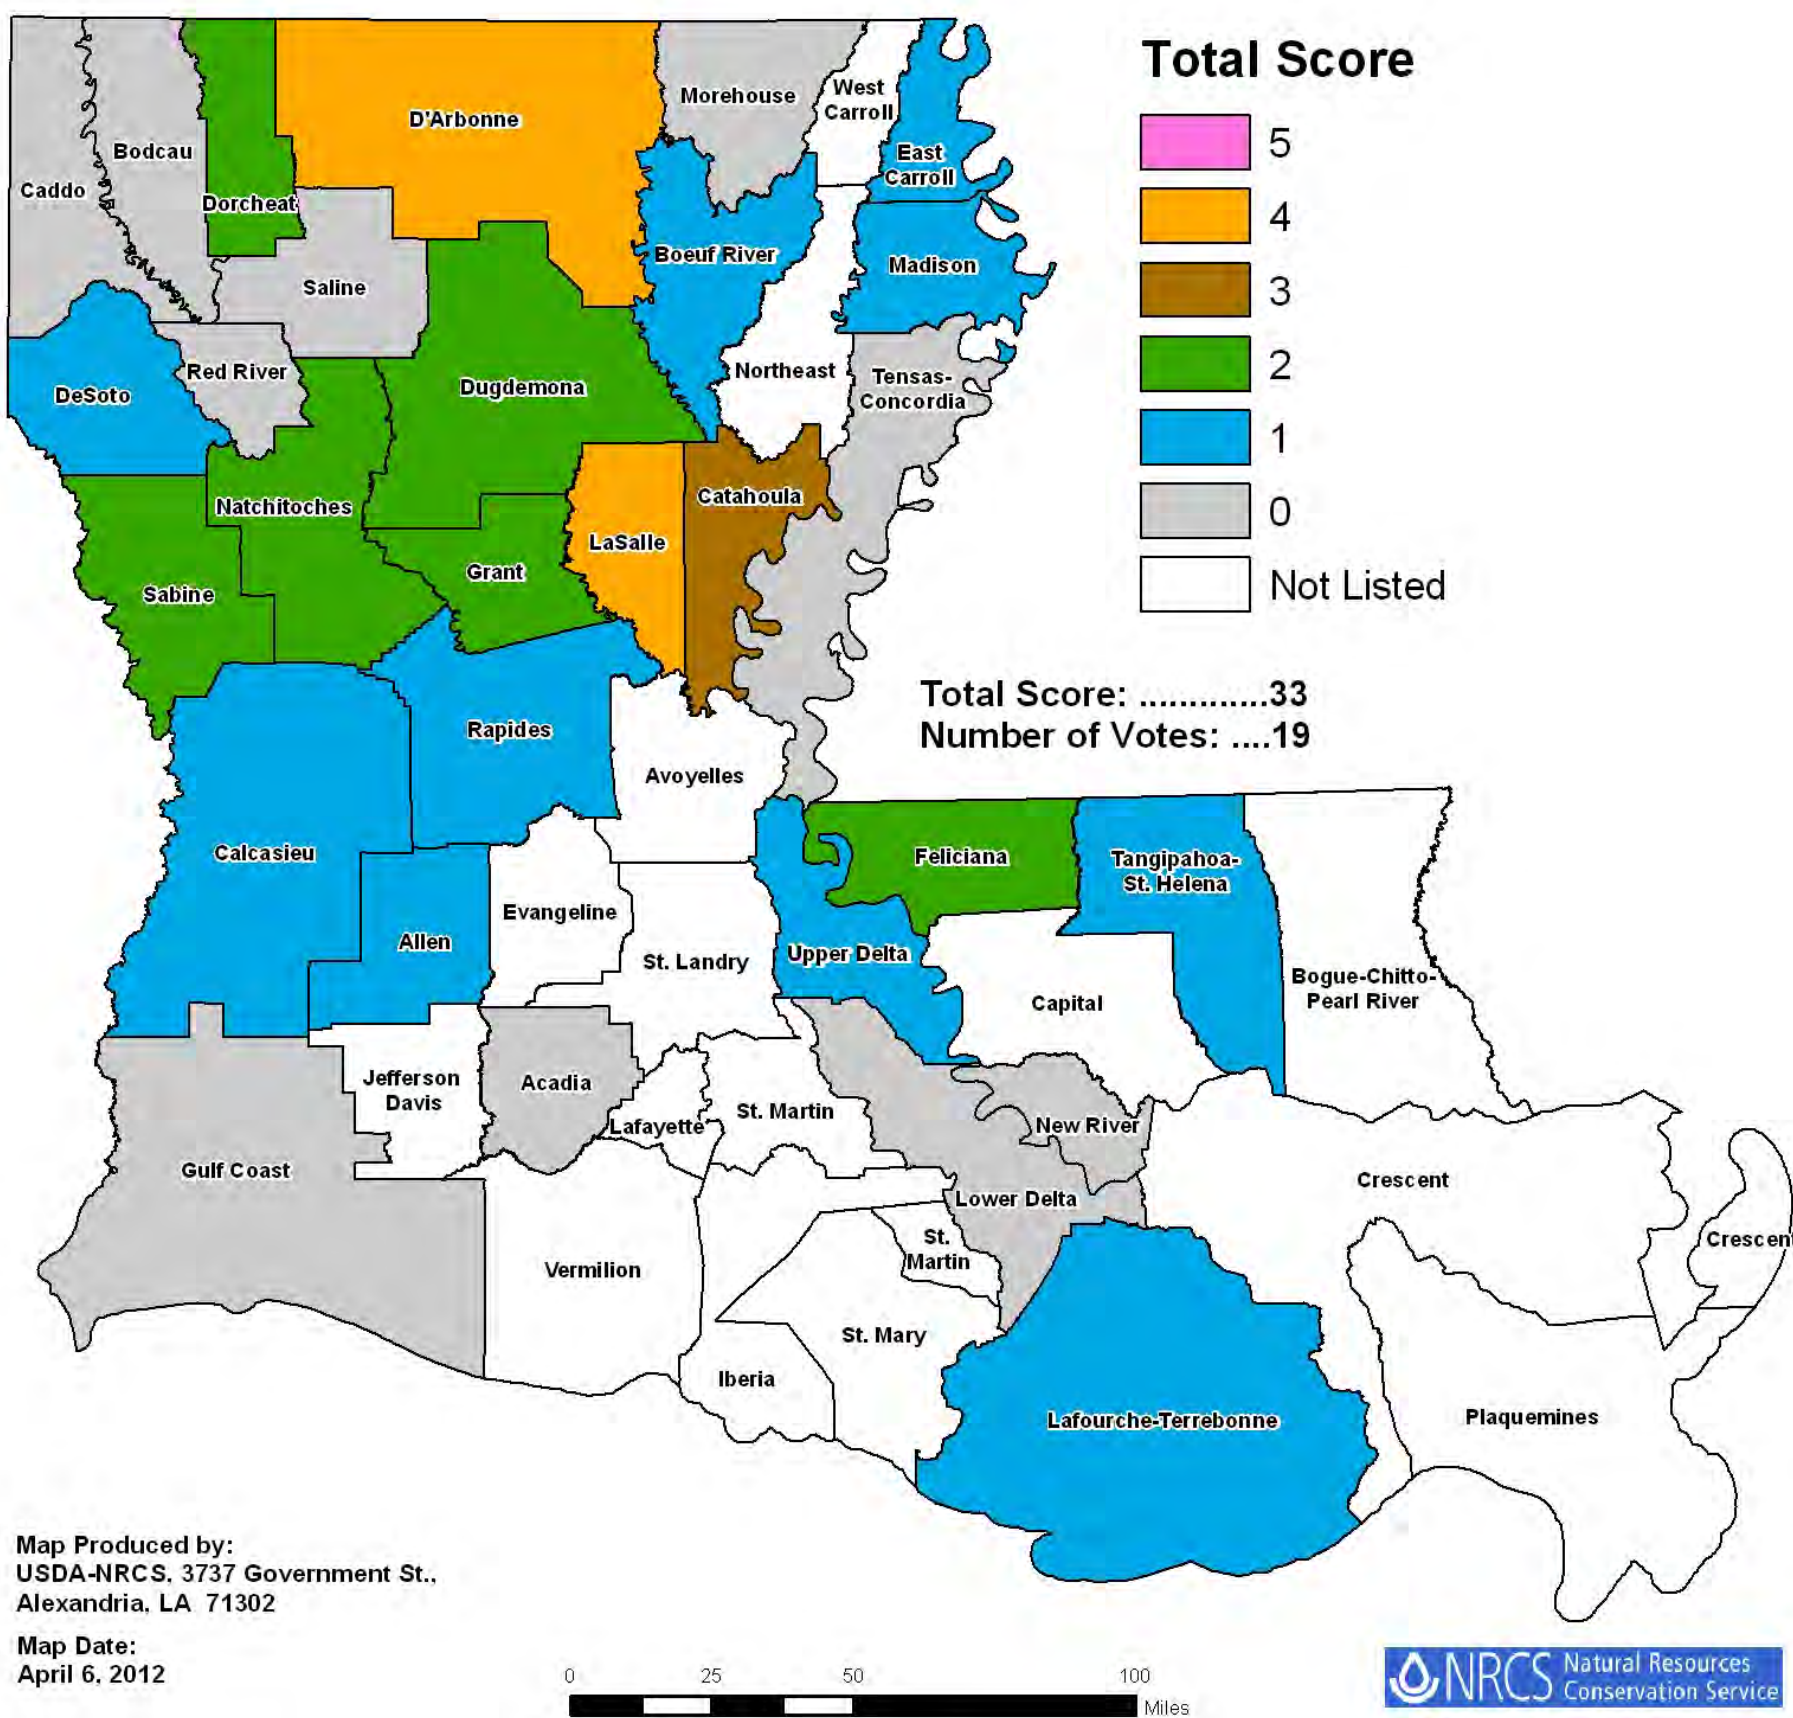 Total Score
5
4
3
2
1
0
Not Listed
Total Score: .............33
Number of Votes: ....19
Caddo
Bodcau
Dorcheat
D'Arbonne
Morehouse
West
Carroll
East
Carroll
Boeuf River
Madison
Saline
Red River
DeSoto
Dugdemona
Northeast
Tensas-
Concordia
Natchitoches
Sabine
Grant
LaSalle
Catahoula
Rapides
Avoyelles
Calcasieu
Allen
Evangeline
St. Landry
Upper Delta
Feliciana
Tangipahoa-
St. Helena
Capital
Bogue-Chitto-
Pearl River
Gulf Coast
Jefferson
Davis
Acadia
Lafayette
St. Martin
New River
Lower Delta
Crescent
Crescent
Vermilion
St.
Martin
St. Mary
Iberia
Lafourche-Terrebonne
Plaquemines
Map Produced by:
USDA-NRCS, 3737 Government St.,
Alexandria, LA 71302
Map Date:
April 6, 2012
0 25 50 100
Miles
NRCS
Natural Resources
Conservation Service